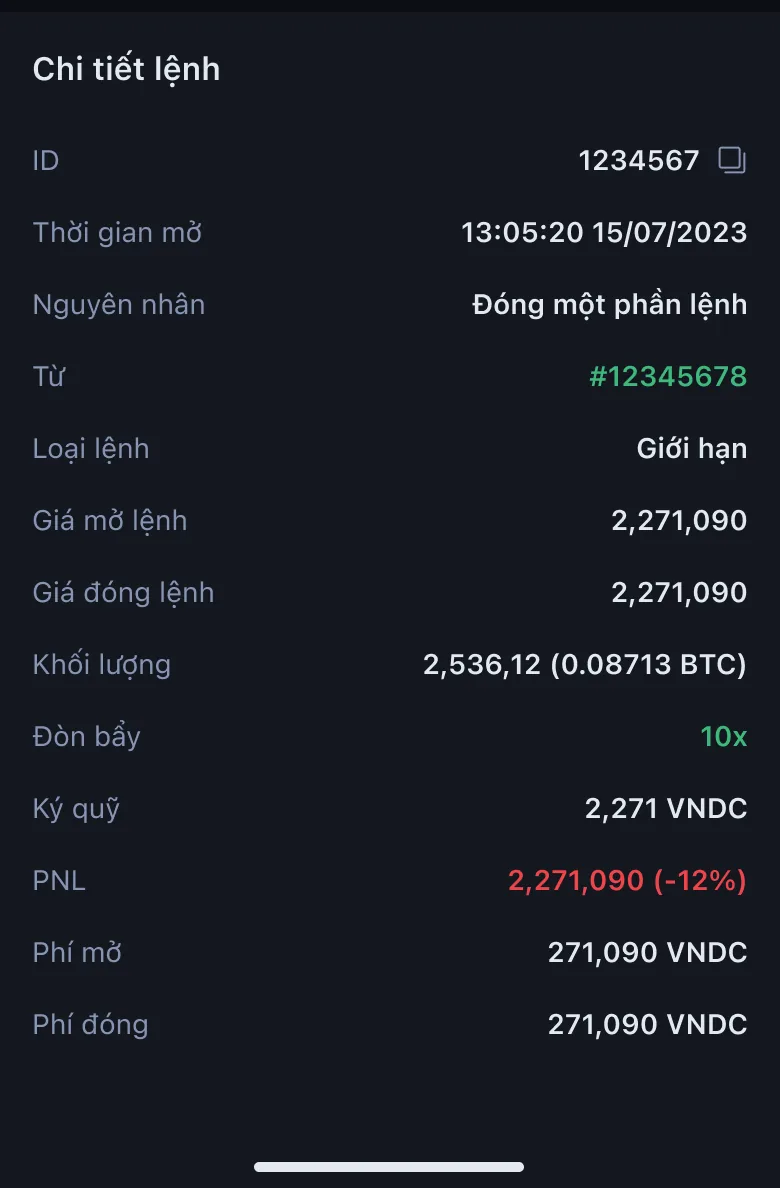 Chi tiết lệnh
ID 1234567
Thời gian mở 13:05:20 15/07/2023
Nguyên nhân Đóng một phần lệnh
Từ #12345678
Loại lệnh Giới hạn
Giá mở lệnh 2,271,090
Giá đóng lệnh 2,271,090
Khối lượng 2,536,12 (0.08713 BTC)
Đòn bẩy 10x
Ký quỹ 2,271 VNDC
PNL 2,271,090 (-12%)
Phí mở 271,090 VNDC
Phí đóng 271,090 VNDC